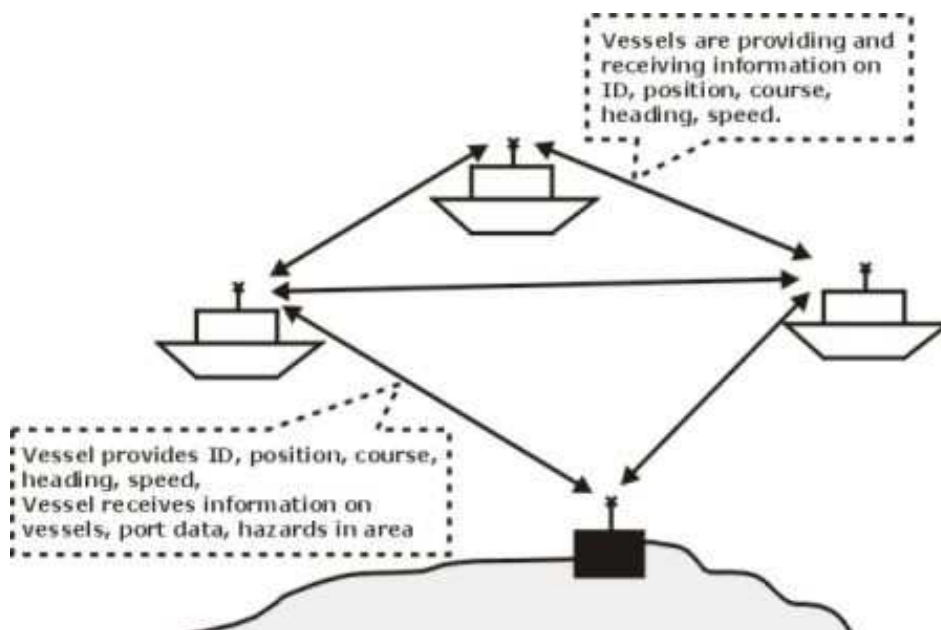 Vessels are providing and
receiving information on
ID, position, course,
heading, speed.
Vessel provides ID, position, course,
heading, speed,
Vessel receives information on
vessels, port data, hazards in area